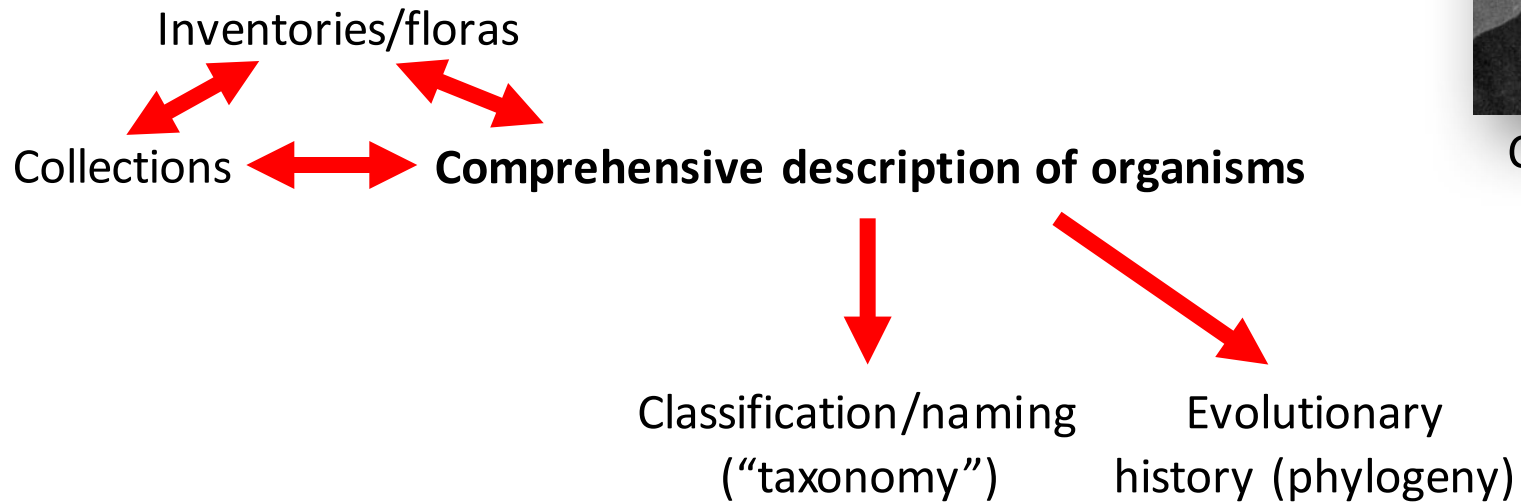 Inventories/floras
Collections
Comprehensive description of organisms
Classification/naming
(“taxonomy”)
Evolutionary
history (phylogeny)